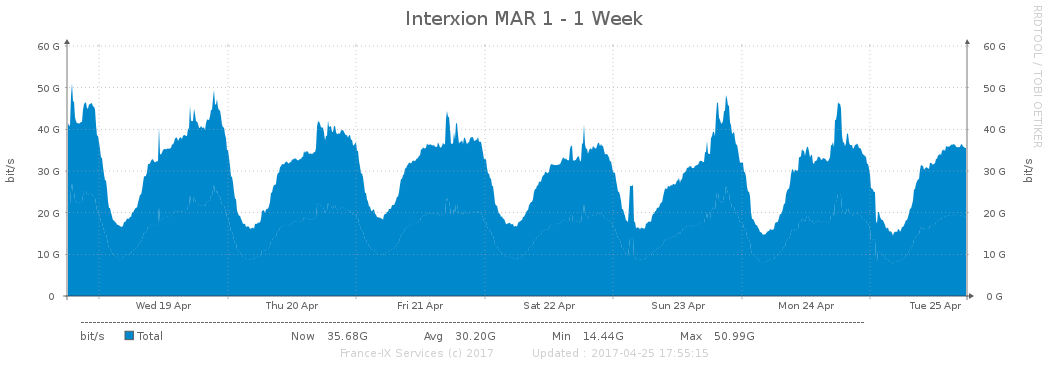 Interxion MAR 1 - 1 Week
RRDTOOL / TOBI OETIKER
bit/s
60 G 60 G
50 G 50 G
40 G 40 G
30 G 30 G
20 G 20 G
10 G 10 G
0 0 G
bit/s
Wed 19 Apr Thu 20 Apr Fri 21 Apr Sat 22 Apr Sun 23 Apr Mon 24 Apr Tue 25 Apr
bit/s Total Now 35.68G Avg 30.20G Min 14.44G Max 50.99G
France-IX Services (c) 2017 Updated : 2017-04-25 17:55:15